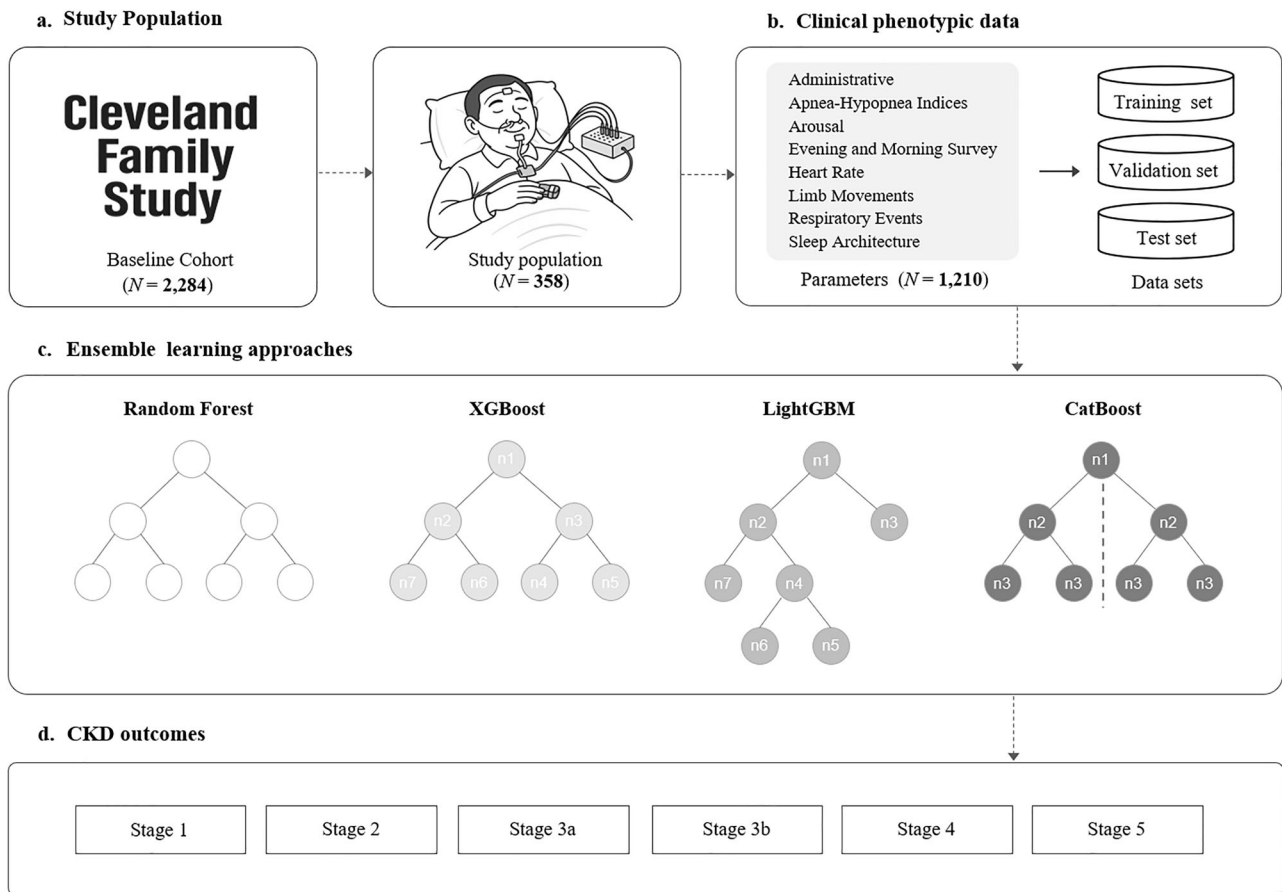 a. Study Population
Cleveland
Family
Study
Baseline Cohort
(N = 2,284)
Study population
(N = 358)
b. Clinical phenotypic data
Administrative
Apnea-Hypopnea Indices
Arousal
Evening and Morning Survey
Heart Rate
Limb Movements
Respiratory Events
Sleep Architecture
Parameters (N = 1,210)
Training set
Validation set
Test set
Data sets
c. Ensemble learning approaches
Random Forest
XGBoost
n1
n2 n3
n7 n6 n4 n5
LightGBM
n1
n2 n3
n7 n4
n6 n5
CatBoost
n1
n2 n2
n3 n3 n3 n3
d. CKD outcomes
Stage 1
Stage 2
Stage 3a
Stage 3b
Stage 4
Stage 5